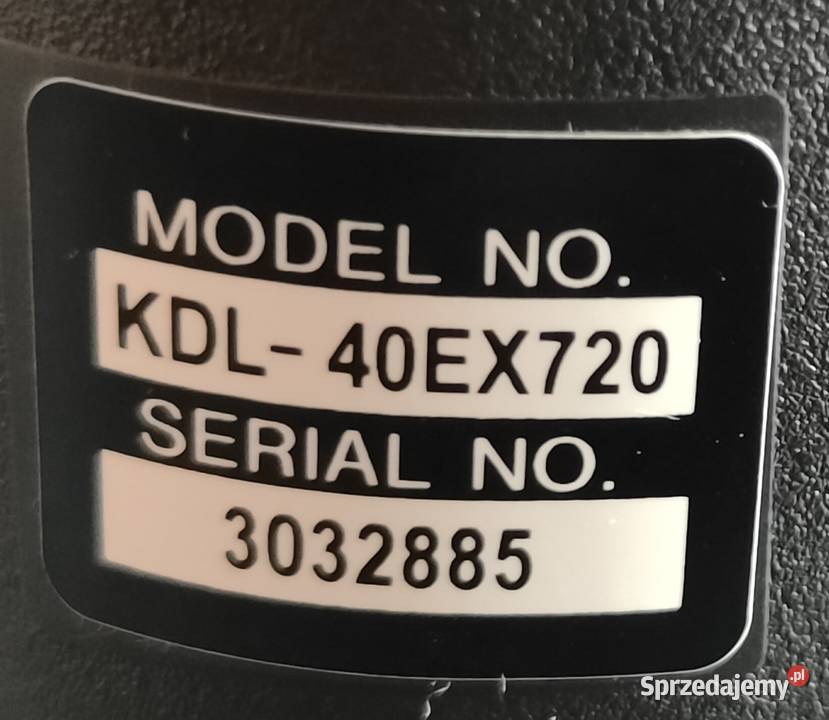 MODEL NO.
KDL-40EX720
SERIAL NO.
3032885
Sprzedajemy.pl